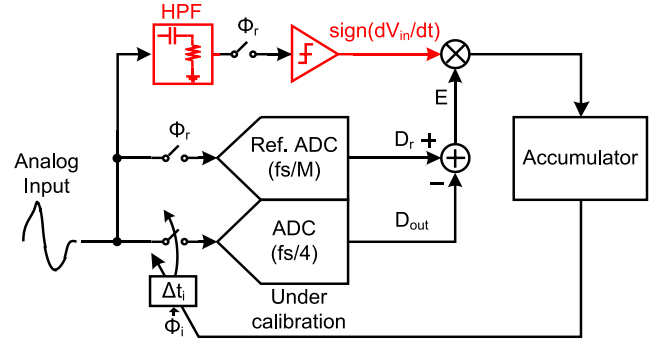 HPF
Φr
sign(dVin/dt)
E
Φr
Analog
Input
Ref. ADC
(fs/M)
Dr
+
Accumulator
−
ADC
(fs/4)
Dout
Δti
Φi
Under
calibration